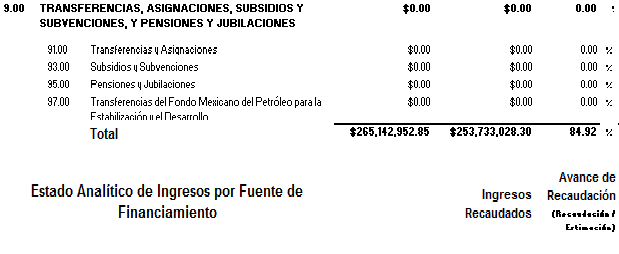 9.00 TRANSFERENCIAS, ASIGNACIONES, SUBSIDIOS Y $0.00 $0.00 0.00 %
SUBVENCIONES, Y PENSIONES Y JUBILACIONES
91.00 Transferencias y Asignaciones $0.00 $0.00 0.00 %
93.00 Subsidios y Subvenciones $0.00 $0.00 0.00 %
95.00 Pensiones y Jubilaciones $0.00 $0.00 0.00 %
97.00 Transferencias del Fondo Mexicano del Petróleo para la $0.00 $0.00 0.00 %
Estabilización y el Desarrollo
Total $265,142,952.85 $253,733,028.30 84.92 %
Estado Analítico de Ingresos por Fuente de
Financiamiento
Ingresos
Recaudados
Avance de
Recaudación
(Recaudación /
Estimación)